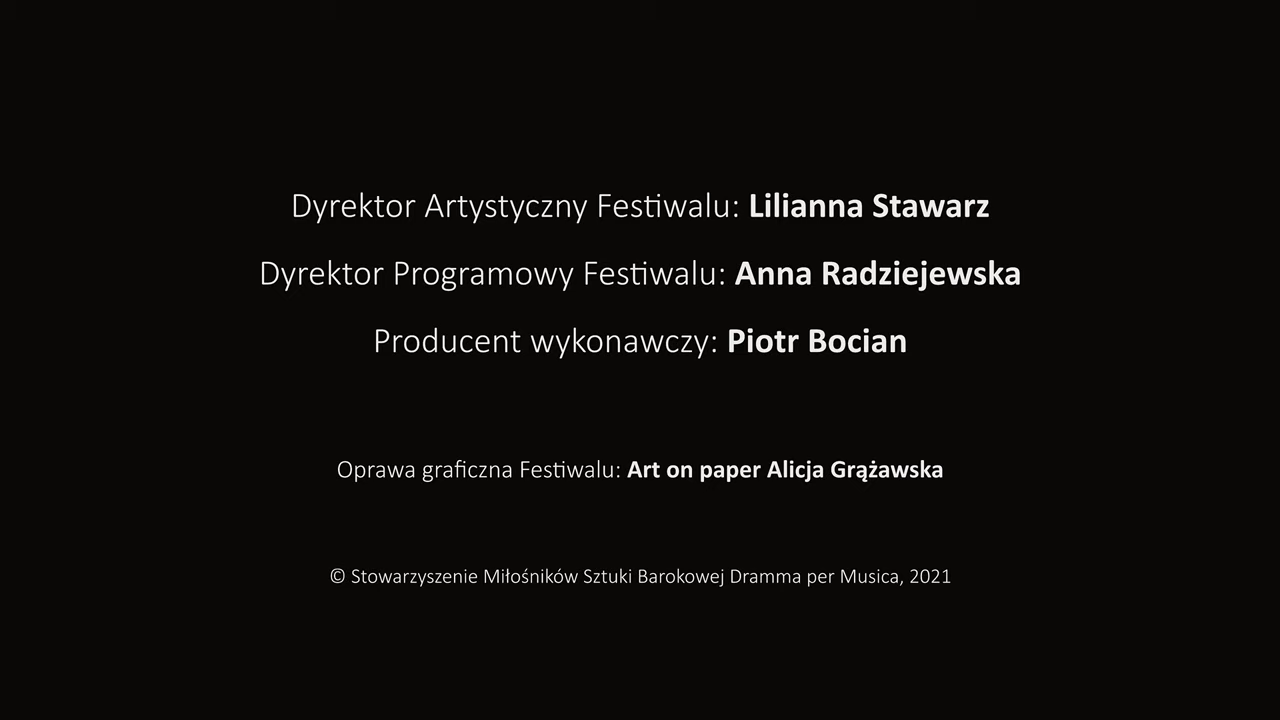 Dyrektor Artystyczny Festiwalu: Lilianna Stawarz
Dyrektor Programowy Festiwalu: Anna Radziejewska
Producent wykonawczy: Piotr Bocian
Oprawa graficzna Festiwalu: Art on paper Alicja Grążawska
© Stowarzyszenie Miłośników Sztuki Barokowej Dramma per Musica, 2021